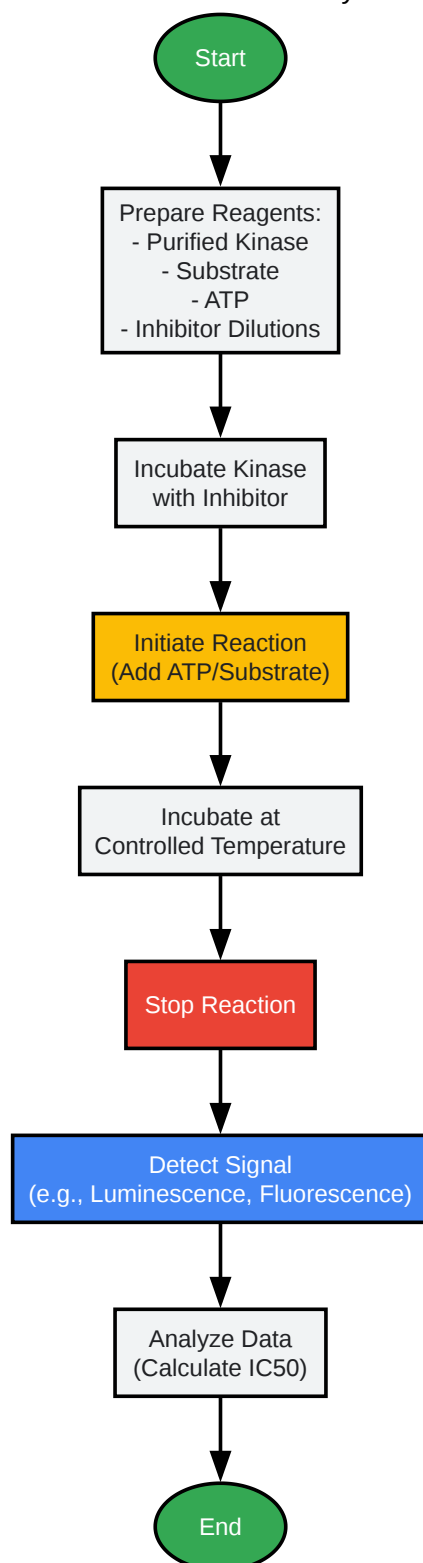 Start
Prepare Reagents:
- Purified Kinase
- Substrate
- ATP
- Inhibitor Dilutions
Incubate Kinase
with Inhibitor
Initiate Reaction
(Add ATP/Substrate)
Incubate at
Controlled Temperature
Stop Reaction
Detect Signal
(e.g., Luminescence, Fluorescence)
Analyze Data
(Calculate IC50)
End